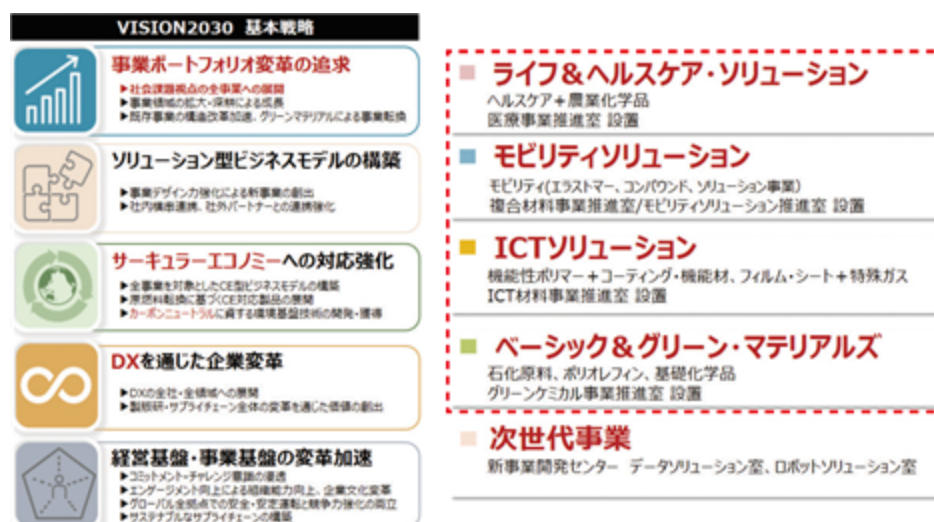 VISION2030 基本戦略
事業ポートフォリオ変革の追求
▶社会課題視点の全事業への展開
▶事業領域の拡大・深耕による成長
▶既存事業の構造改革加速、グリーンマテリアルによる事業転換
ソリューション型ビジネスモデルの構築
▶事業デザイン力強化による新事業の創出
▶社内横串連携、社外パートナーとの連携強化
サーキュラーエコノミーへの対応強化
▶全事業を対象としたCE型ビジネスモデルの構築
▶原燃料転換に基づくCE対応製品の展開
▶カーボンニュートラルに資する環境基盤技術の開発・獲得
DXを通じた企業変革
▶DXの全社・全領域への展開
▶製販研・サプライチェーン全体の変革を通じた価値の創出
経営基盤・事業基盤の変革加速
▶コミットメント・チャレンジ意識の浸透
▶エンゲージメント向上による組織能力向上、企業文化変革
▶グローバル全拠点での安全・安定運転と競争力強化の両立
▶サステナブルなサプライチェーンの構築
ライフ&ヘルスケア・ソリューション
ヘルスケア+農業化学品
医療事業推進室 設置
モビリティソリューション
モビリティ(エラストマー、コンパウンド、ソリューション事業)
複合材料事業推進室/モビリティソリューション推進室 設置
ICTソリューション
機能性ポリマー+コーティング・機能材、フィルム・シート+特殊ガス
ICT材料事業推進室 設置
ベーシック&グリーン・マテリアルズ
石化原料、ポリオレフィン、基礎化学品
グリーンケミカル事業推進室 設置
次世代事業
新事業開発センター データソリューション室、ロボットソリューション室